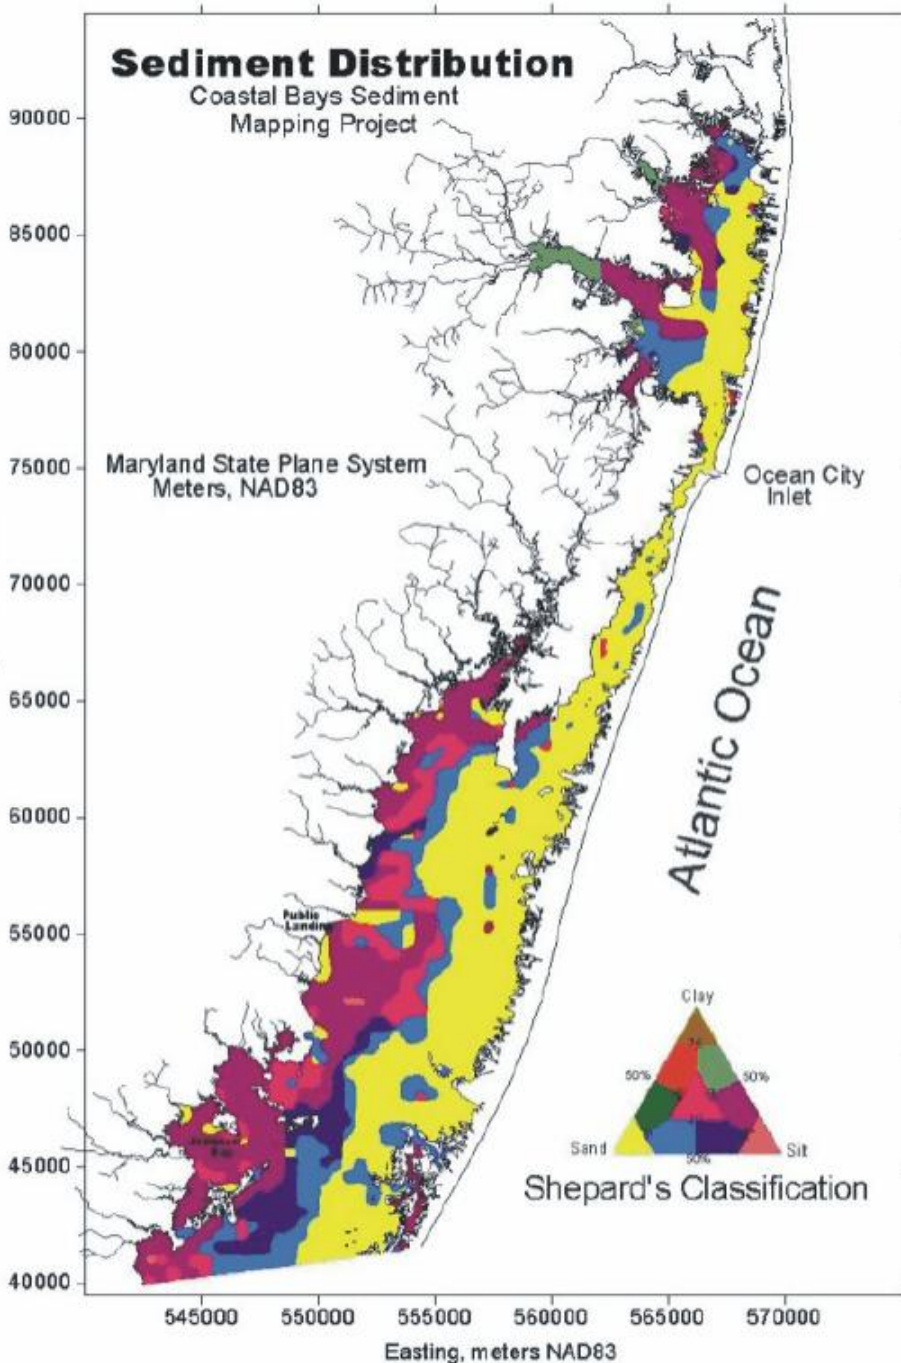 Sediment Distribution
Coastal Bays Sediment
Mapping Project
90000
85000
80000
Maryland State Plane System
Meters, NAD83
75000
Ocean City
Inlet
70000
Atlantic Ocean
65000
60000
Public
Landing
55000
Clay
50000
50%
50%
Sand
50%
Silt
45000
Shepard's Classification
40000
545000
550000
555000
560000
565000
570000
Easting, meters NAD83